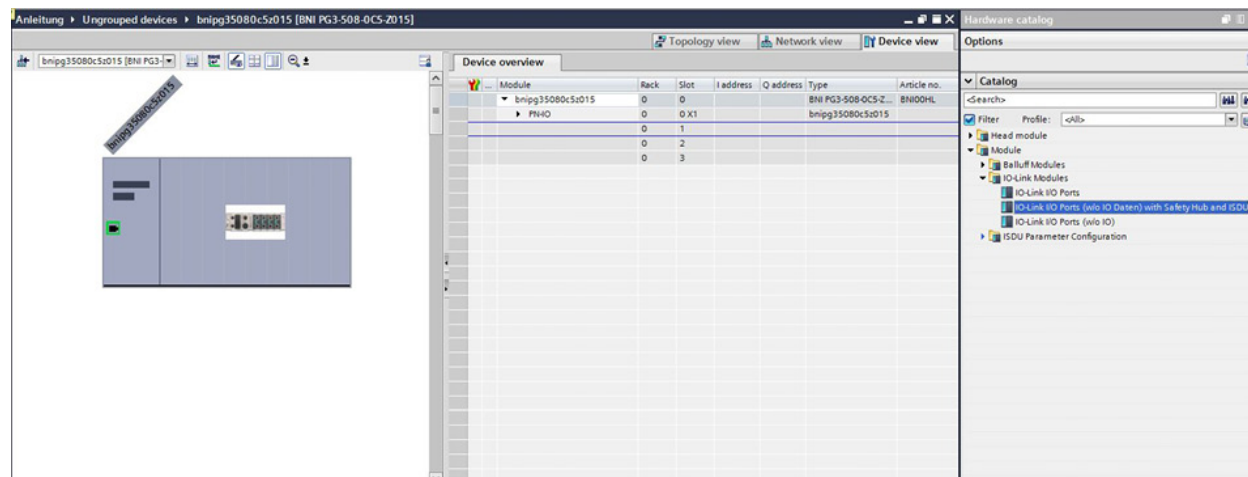 Anleitung ▸ Ungrouped devices ▸ bnipg35080c5z015 [BNI PG3-508-0C5-Z015]
Hardware catalog
Topology view Network view Device view
Options
bnipg35080c5z015 [BNI PG3-
Device overview
Module Rack Slot I address Q address Type Article no.
bnipg35080c5z015 0 0 BNI PG3-508-0C5-Z... BNI00HL
PN-IO 0 0 X1 bnipg35080c5z015
0 1
0 2
0 3
bnipg35080c5z015
Catalog
<Search>
Filter Profile: <All>
Head module
Module
Balluff Modules
IO-Link Modules
IO-Link I/O Ports
IO-Link I/O Ports (w/o IO Daten) with Safety Hub and ISDU
IO-Link I/O Ports (w/o IO)
ISDU Parameter Configuration